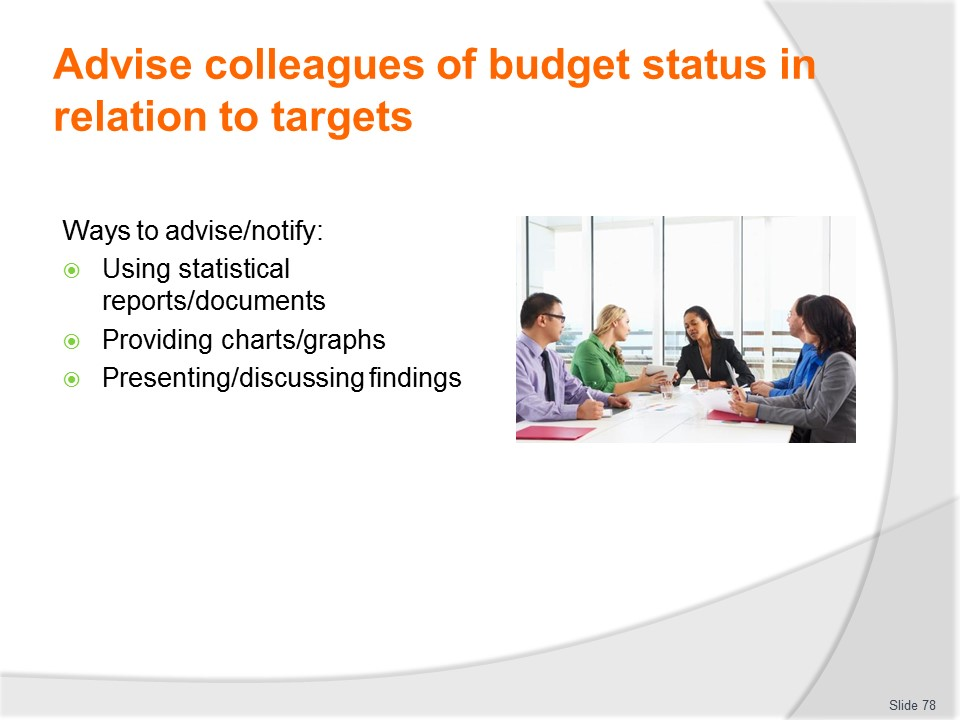 Advise colleagues of budget status in
relation to targets
Ways to advise/notify:
Using statistical
reports/documents
Providing charts/graphs
Presenting/discussing findings
Slide 78